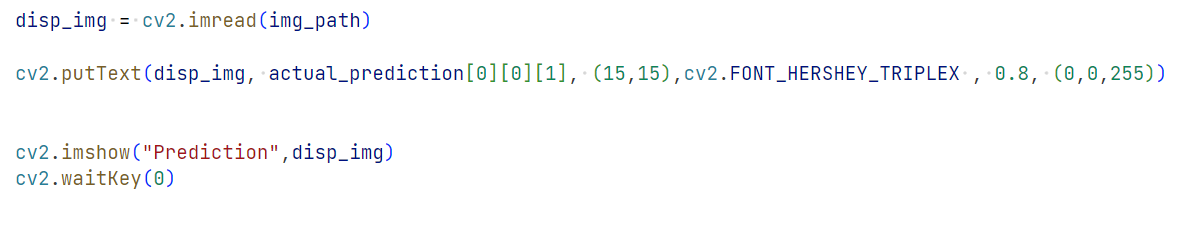 disp_img = cv2.imread(img_path)
cv2.putText(disp_img, actual_prediction[0][0][1], (15,15),cv2.FONT_HERSHEY_TRIPLEX , 0.8, (0,0,255))
cv2.imshow("Prediction",disp_img)
cv2.waitKey(0)